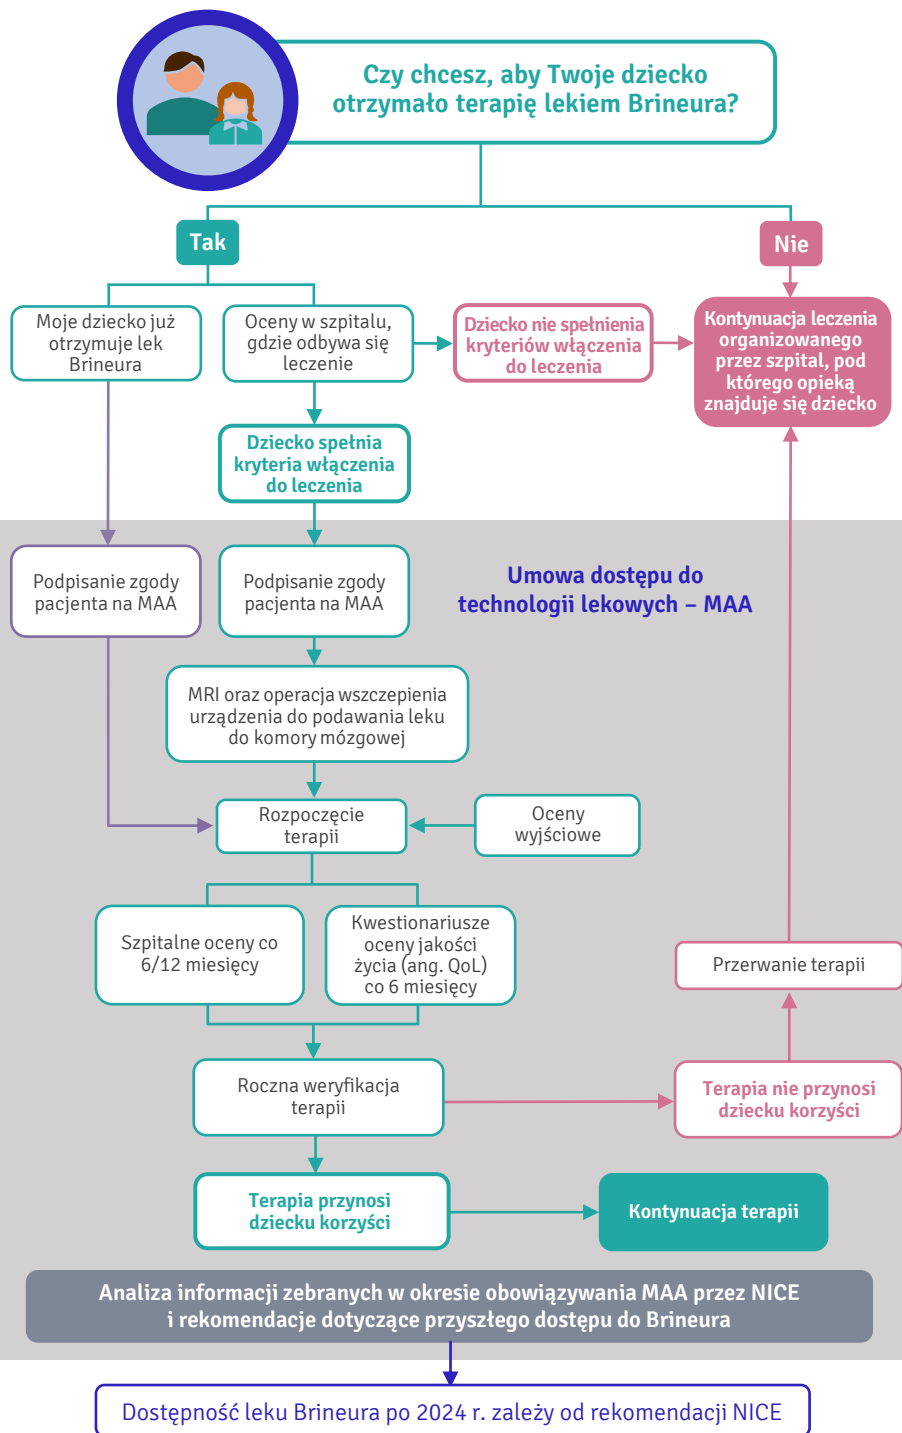 Czy chcesz, aby Twoje dziecko
otrzymało terapię lekiem Brineura?
Tak
Nie
Moje dziecko już
otrzymuje lek
Brineura
Oceny w szpitalu,
gdzie odbywa się
leczenie
Dziecko nie spełnienia
kryteriów włączenia
do leczenia
Kontynuacja leczenia
organizowanego
przez szpital, pod
którego opieką
znajduje się dziecko
Dziecko spełnia
kryteria włączenia
do leczenia
Podpisanie zgody
pacjenta na MAA
Podpisanie zgody
pacjenta na MAA
Umowa dostępu do
technologii lekowych – MAA
MRI oraz operacja wszczepienia
urządzenia do podawania leku
do komory mózgowej
Rozpoczęcie
terapii
Oceny
wyjściowe
Szpitalne oceny co
6/12 miesięcy
Kwestionariusze
oceny jakości
życia (ang. QoL)
co 6 miesięcy
Przerwanie terapii
Roczna weryfikacja
terapii
Terapia nie przynosi
dziecku korzyści
Terapia przynosi
dziecku korzyści
Kontynuacja terapii
Analiza informacji zebranych w okresie obowiązywania MAA przez NICE
i rekomendacje dotyczące przyszłego dostępu do Brineura
Dostępność leku Brineura po 2024 r. zależy od rekomendacji NICE